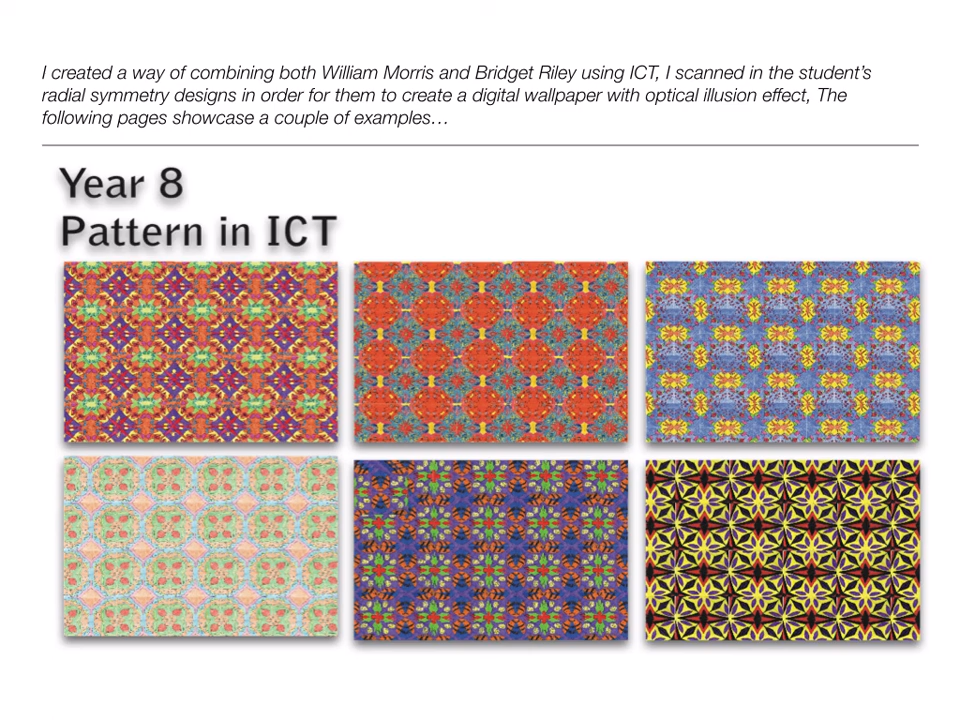 I created a way of combining both William Morris and Bridget Riley using ICT, I scanned in the student’s
radial symmetry designs in order for them to create a digital wallpaper with optical illusion effect, The
following pages showcase a couple of examples…
Year 8
Pattern in ICT